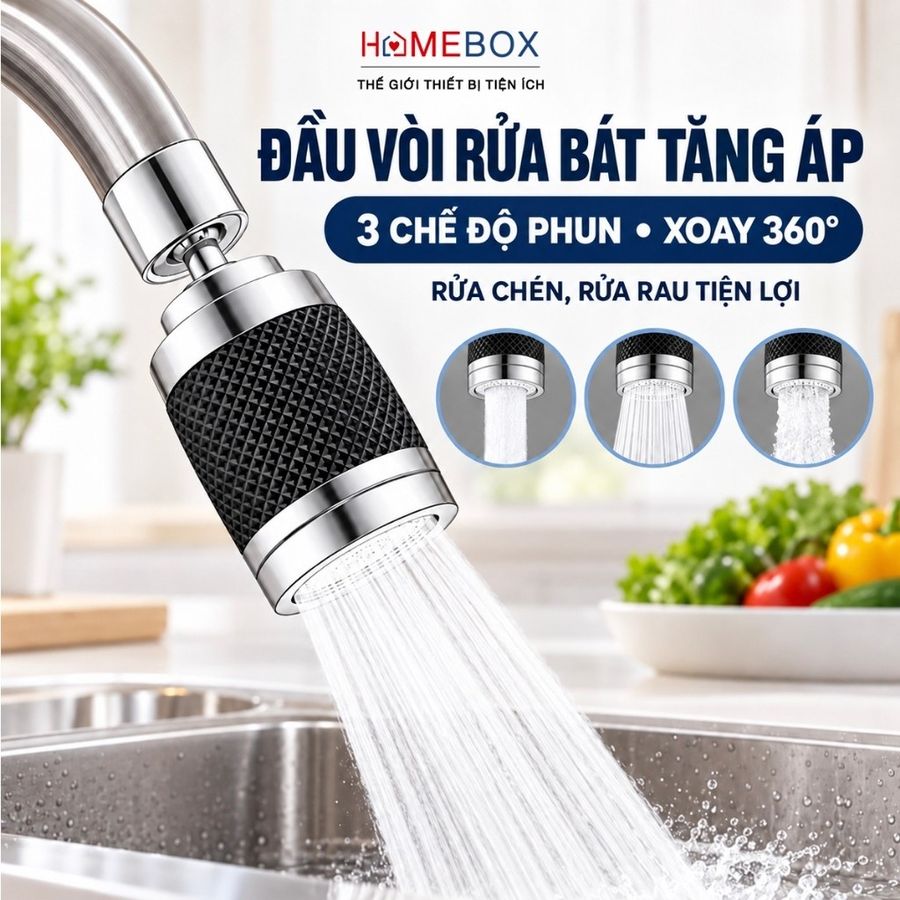 HOMEBOX
THẾ GIỚI THIẾT BỊ TIỆN ÍCH
ĐẦU VÒI RỬA BÁT TĂNG ÁP
3 CHẾ ĐỘ PHUN • XOAY 360°
RỬA CHÉN, RỬA RAU TIỆN LỢI